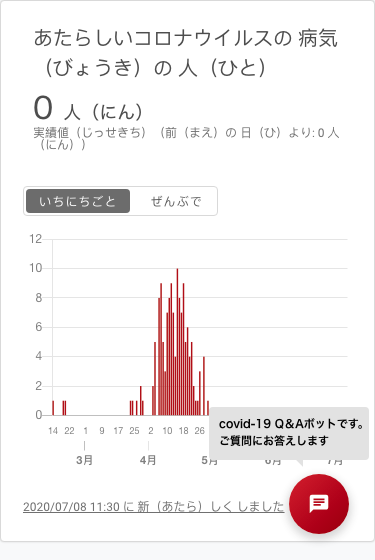 あたらしいコロナウイルスの 病気
（びょうき）の 人（ひと）
0 人（にん）
実績値（じっせきち）（前（まえ）の 日（ひ）より: 0 人
（にん））
いちにちごと ぜんぶで
12
10
8
6
4
2
0
14 22 1 9 17 25 2 10 18 26
3月 4月 5月 6月 7月
covid-19 Q&Aボットです。
ご質問にお答えします
2020/07/08 11:30 に 新（あたら）しく しました